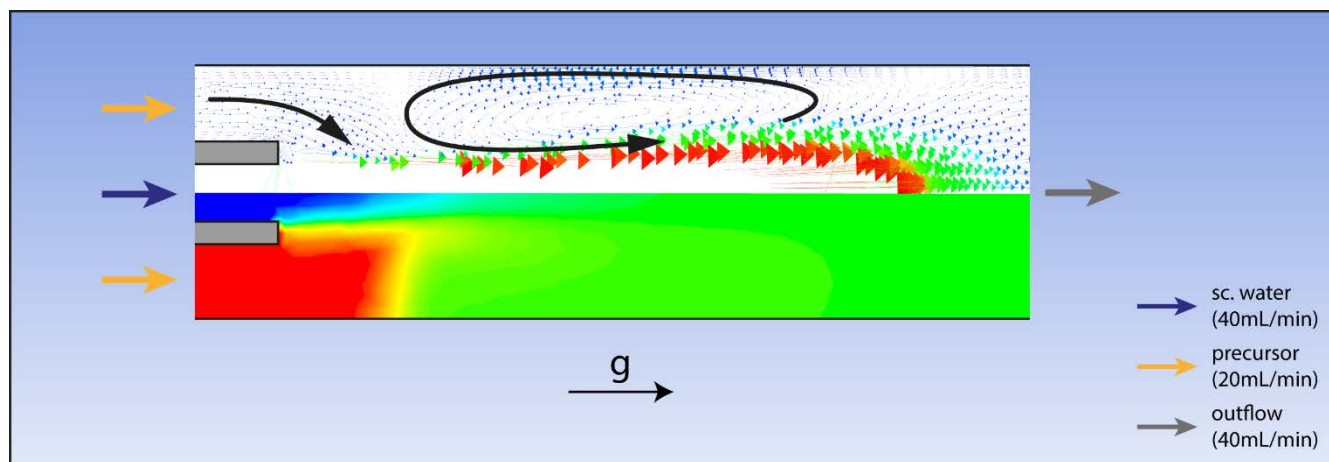 g
sc. water
(40mL/min)
precursor
(20mL/min)
outflow
(40mL/min)